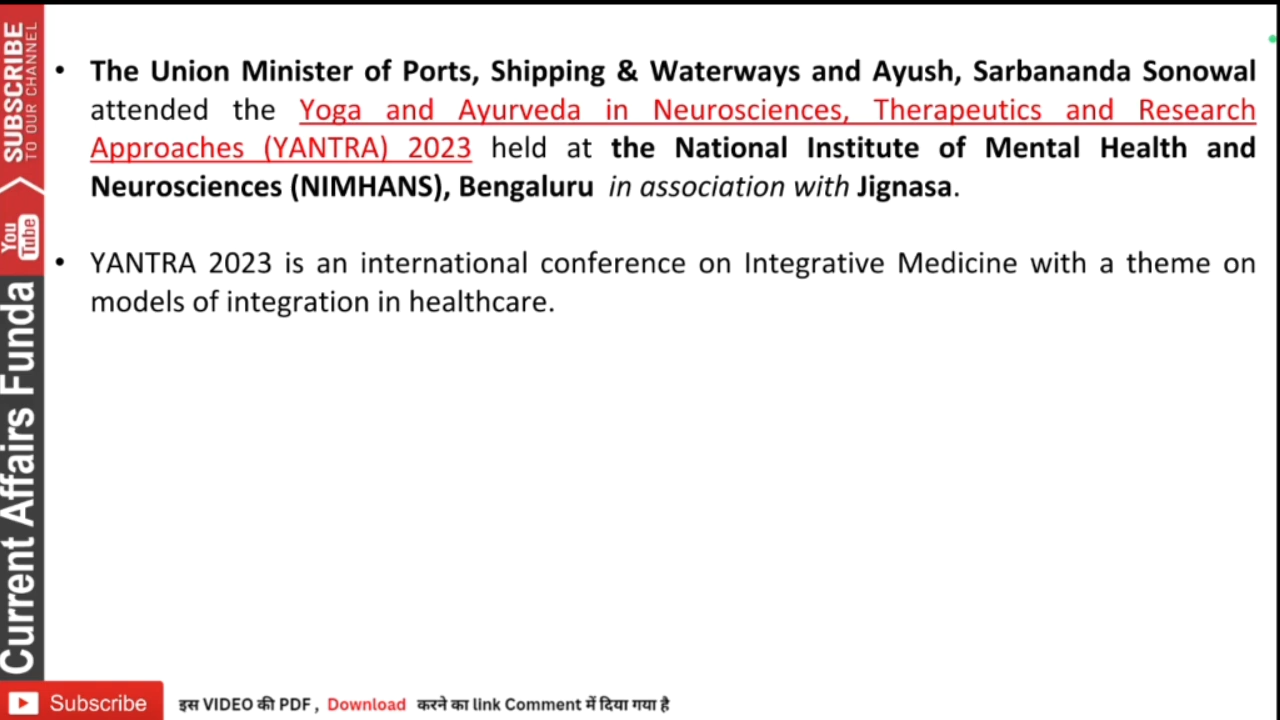 SUBSCRIBE
TO OUR CHANNEL
You
Tube
Current Affairs Funda
• The Union Minister of Ports, Shipping & Waterways and Ayush, Sarbananda Sonowal
attended the Yoga and Ayurveda in Neurosciences, Therapeutics and Research
Approaches (YANTRA) 2023 held at the National Institute of Mental Health and
Neurosciences (NIMHANS), Bengaluru in association with Jignasa.
• YANTRA 2023 is an international conference on Integrative Medicine with a theme on
models of integration in healthcare.
Subscribe
इस VIDEO की PDF , Download करने का link Comment में दिया गया है